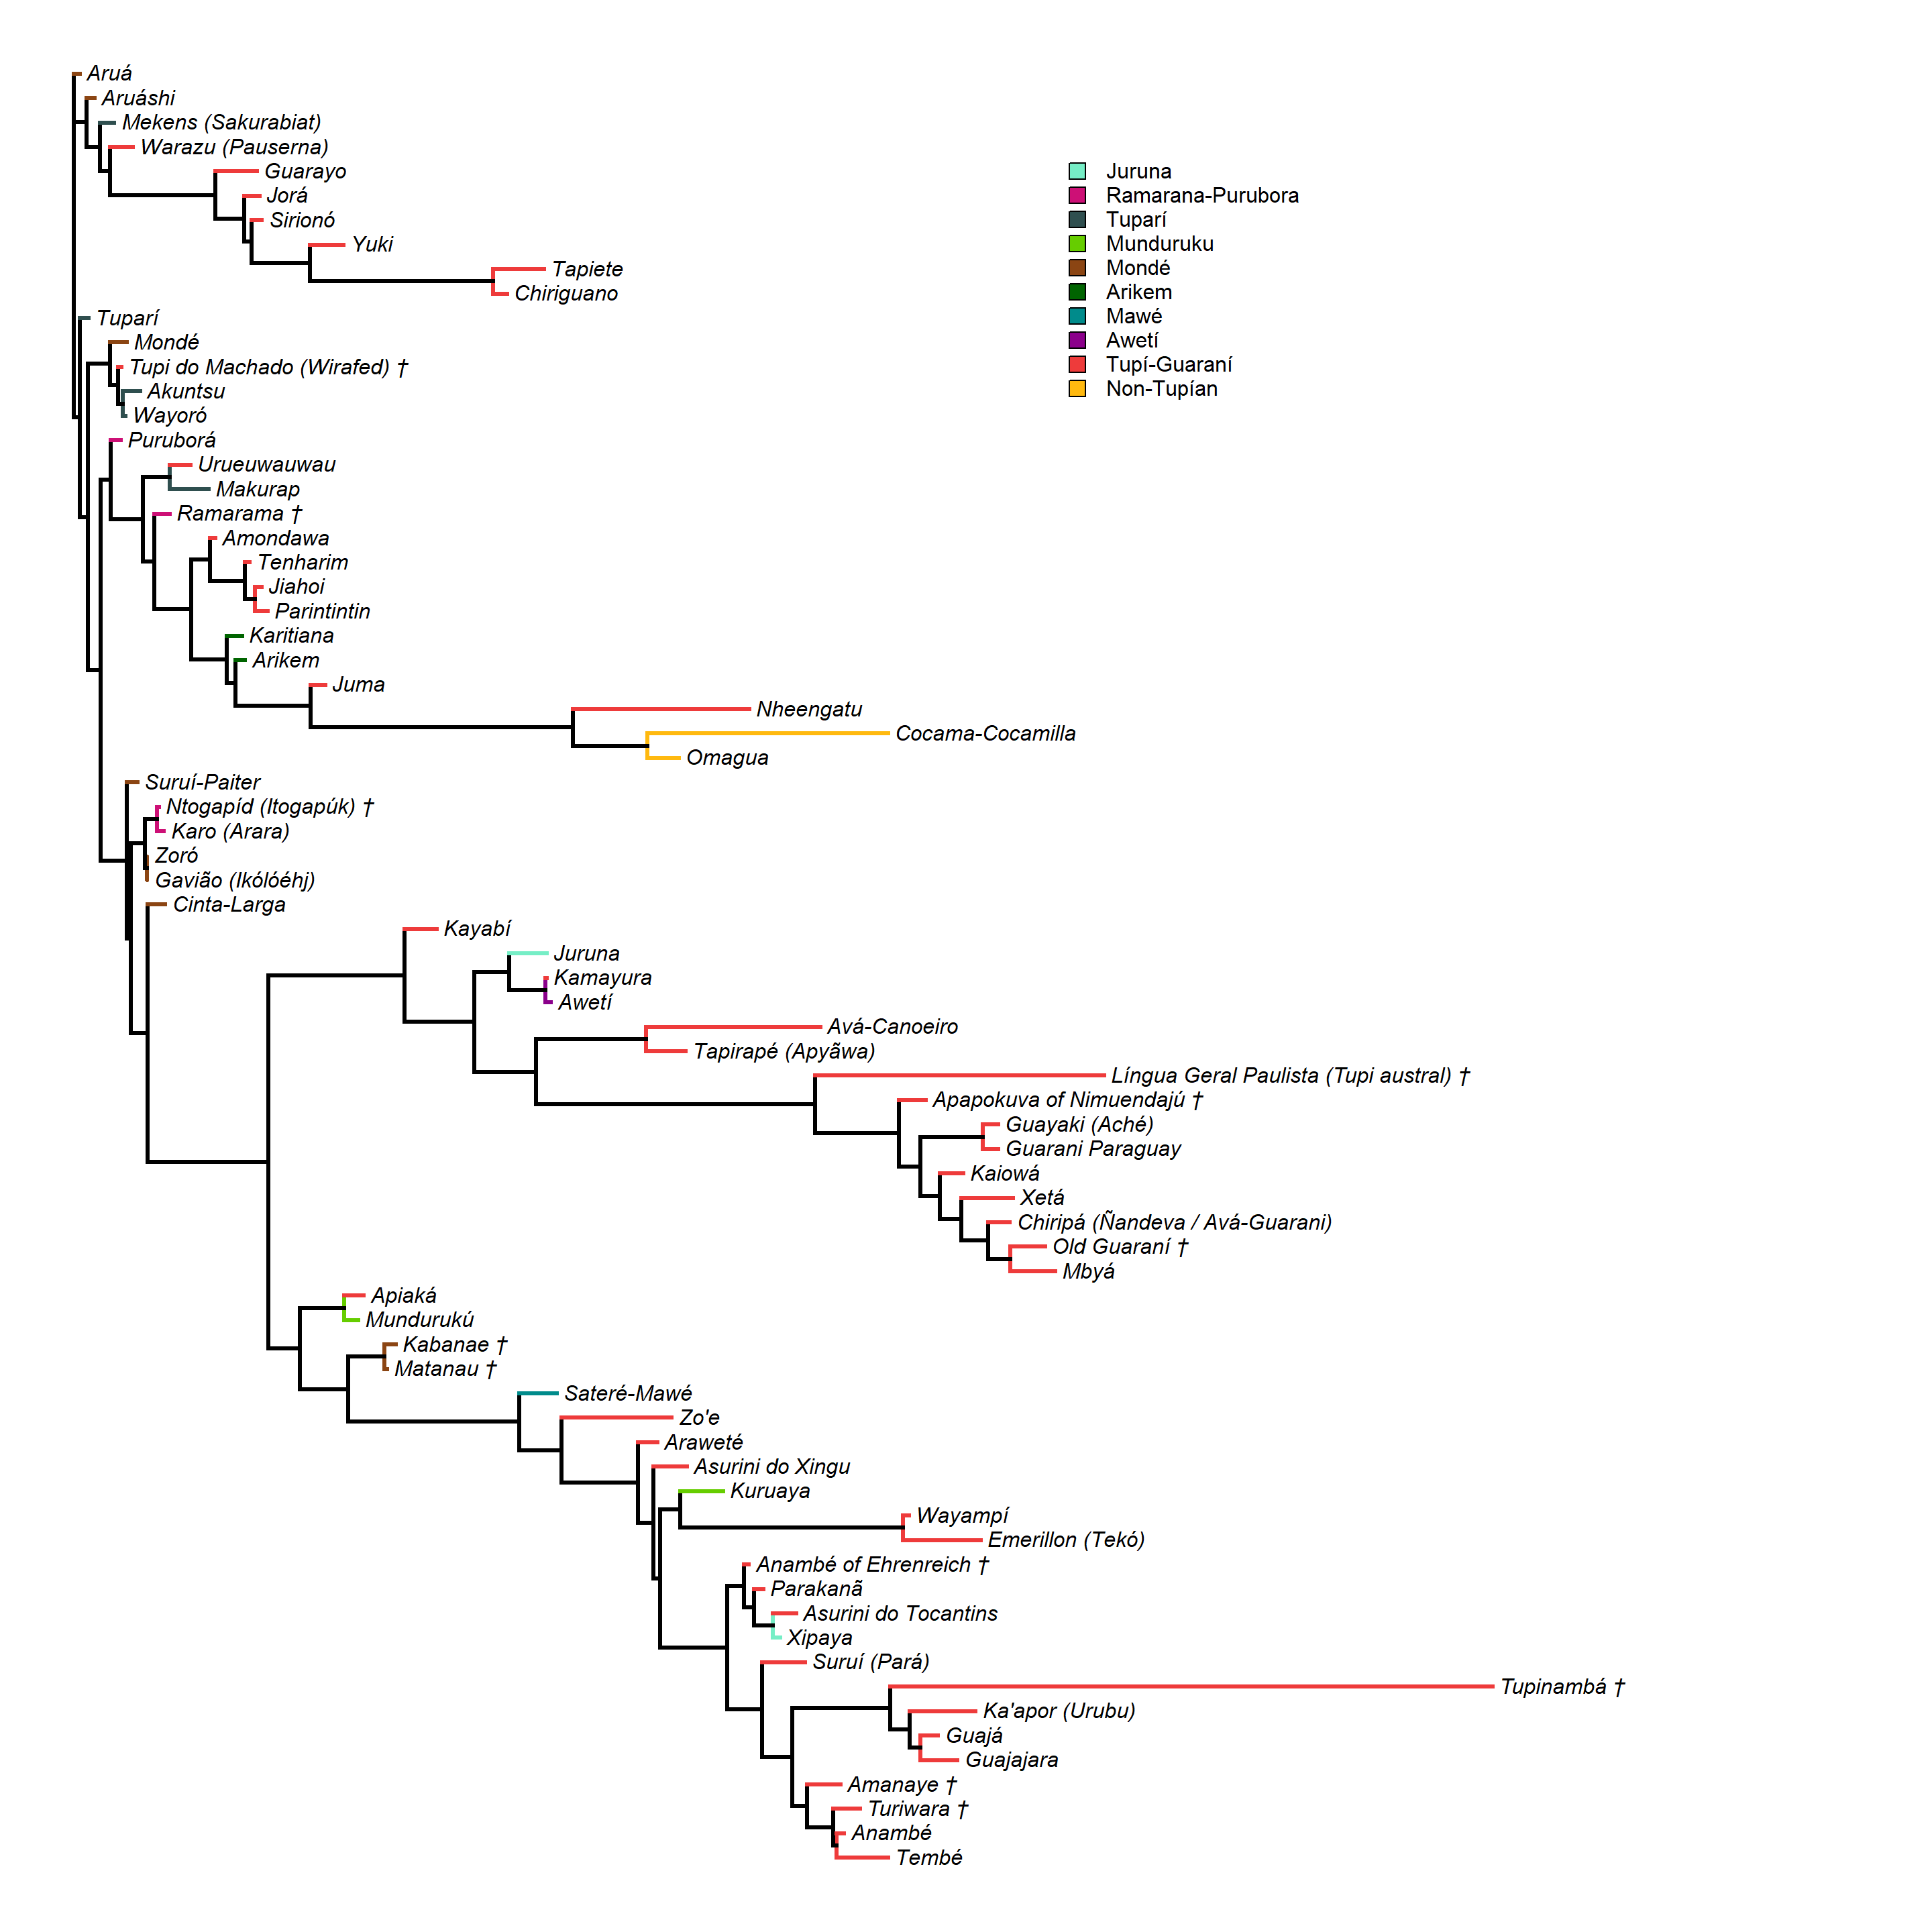 Aruá
Aruáshi
Mekens (Sakurabiat)
Warazu (Pauserna)
Guarayo
Jorá
Sirionó
Yuki
Tapiete
Chiriguano
Juruna
Ramarana-Purubora
Tuparí
Munduruku
Mondé
Arikem
Mawé
Awetí
Tupí-Guaraní
Non-Tupían
Tuparí
Mondé
Tupi do Machado (Wirafed) †
Akuntsu
Wayoró
Puruborá
Urueuwauwau
Makurap
Ramarama †
Amondawa
Tenharim
Jiahoi
Parintintin
Karitiana
Arikem
Juma
Nheengatu
Cocama-Cocamilla
Omagua
Suruí-Paiter
Ntogapíd (Itogapúk) †
Karo (Arara)
Zoró
Gavião (Ikólóéhj)
Cinta-Larga
Kayabí
Juruna
Kamayura
Awetí
Avá-Canoeiro
Tapirapé (Apyãwa)
Língua Geral Paulista (Tupi austral) †
Apapokuva of Nimuendajú †
Guayaki (Aché)
Guarani Paraguay
Kaiowá
Xetá
Chiripá (Ñandeva / Avá-Guarani)
Old Guaraní †
Mbyá
Apiaká
Mundurukú
Kabanae †
Matanau †
Sateré-Mawé
Zo'e
Araweté
Asurini do Xingu
Kuruaya
Wayampí
Emerillon (Tekó)
Anambé of Ehrenreich †
Parakanã
Asurini do Tocantins
Xipaya
Suruí (Pará)
Tupinambá †
Ka'apor (Urubu)
Guajá
Guajajara
Amanaye †
Turiwara †
Anambé
Tembé